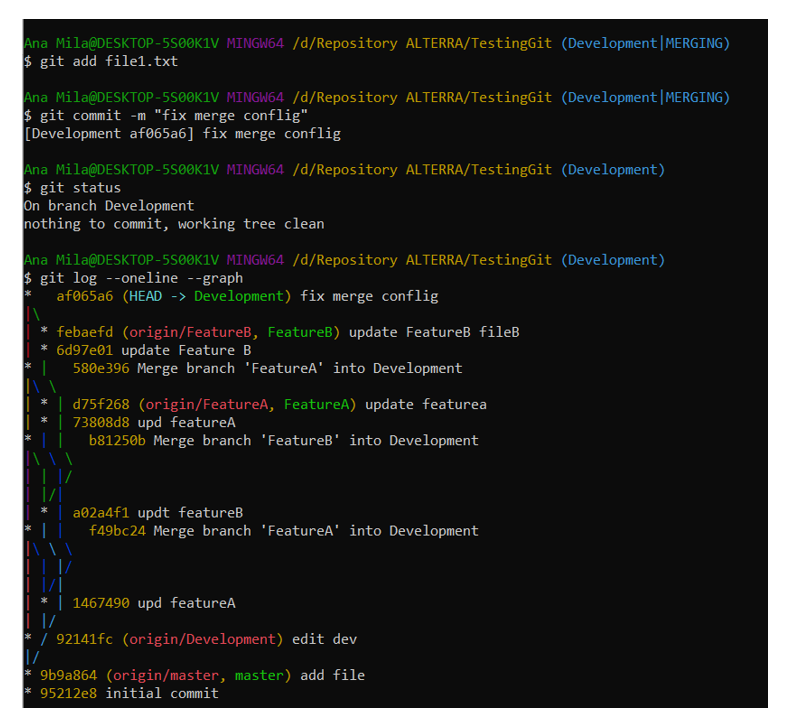 Ana Mila@DESKTOP-5S00K1V MINGW64 /d/Repository ALTERRA/TestingGit (Development|MERGING)
$ git add file1.txt
Ana Mila@DESKTOP-5S00K1V MINGW64 /d/Repository ALTERRA/TestingGit (Development|MERGING)
$ git commit -m "fix merge conflig"
[Development af065a6] fix merge conflig
Ana Mila@DESKTOP-5S00K1V MINGW64 /d/Repository ALTERRA/TestingGit (Development)
$ git status
On branch Development
nothing to commit, working tree clean
Ana Mila@DESKTOP-5S00K1V MINGW64 /d/Repository ALTERRA/TestingGit (Development)
$ git log --oneline --graph
*   af065a6 (HEAD -> Development) fix merge conflig
|\
| * febaefd (origin/FeatureB, FeatureB) update FeatureB fileB
| * 6d97e01 update Feature B
* |   580e396 Merge branch 'FeatureA' into Development
|\ \
| * | d75f268 (origin/FeatureA, FeatureA) update featurea
| * | 73808d8 upd featureA
* | |   b81250b Merge branch 'FeatureB' into Development
|\ \ \
| | |/
| |/|
| * | a02a4f1 updt featureB
* | |   f49bc24 Merge branch 'FeatureA' into Development
|\ \ \
| | |/
| |/|
| * | 1467490 upd featureA
| |/
* / 92141fc (origin/Development) edit dev
|/
* 9b9a864 (origin/master, master) add file
* 95212e8 initial commit